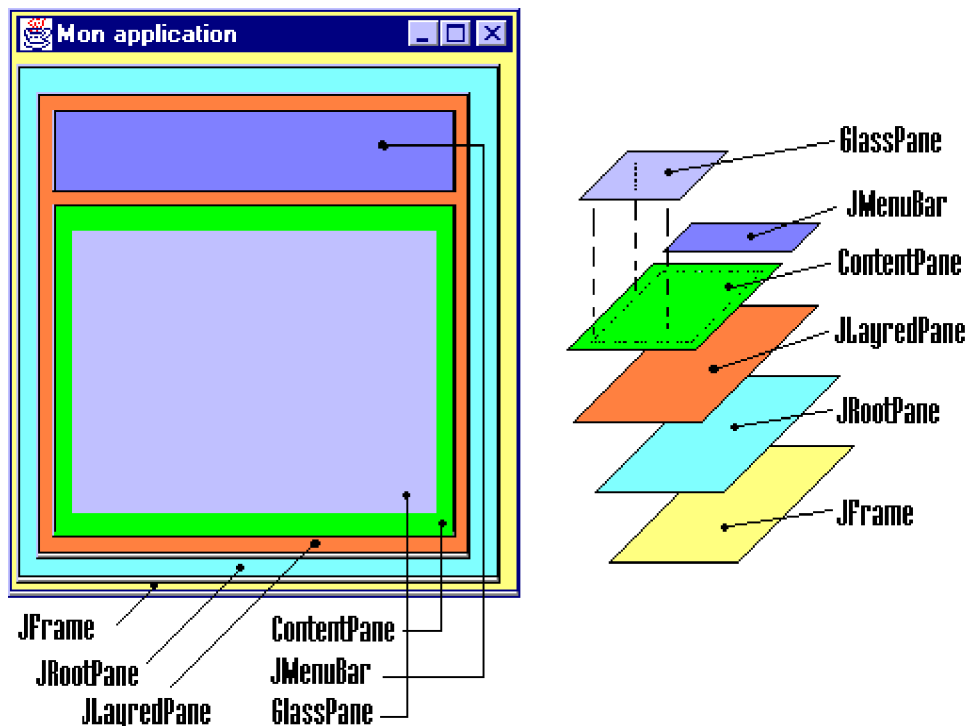 Mon application
GlassPane
JMenuBar
ContentPane
JLayredPane
JRootPane
JFrame
JFrame
ContentPane
JRootPane
JMenuBar
JLayredPane
GlassPane